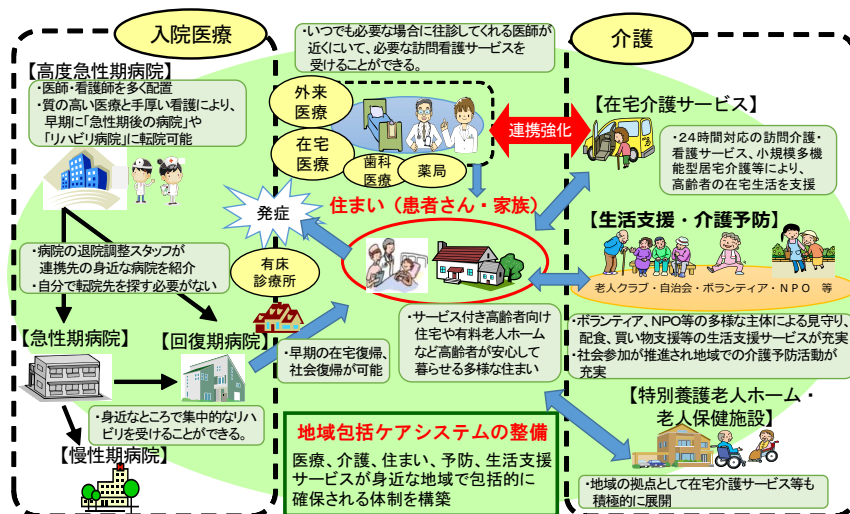 入院医療
【高度急性期病院】
・医師・看護師を多く配置
・質の高い医療と手厚い看護により、
早期に「急性期後の病院」や
「リハビリ病院」に転院可能
・病院の退院調整スタッフが
連携先の身近な病院を紹介
・自分で転院先を探す必要がない
【急性期病院】
【回復期病院】
・身近なところで集中的なリハ
ビリを受けることができる。
【慢性期病院】
・いつでも必要な場合に往診してくれる医師が
近くにいて、必要な訪問看護サービスを
受けることができる。
外来
医療
在宅
医療
歯科
医療
薬局
連携強化
発症
住まい（患者さん・家族）
有床
診療所
・早期の在宅復帰、
社会復帰が可能
・サービス付き高齢者向け
住宅や有料老人ホーム
など高齢者が安心して
暮らせる多様な住まい
地域包括ケアシステムの整備
医療、介護、住まい、予防、生活支援
サービスが身近な地域で包括的に
確保される体制を構築
介護
【在宅介護サービス】
・２４時間対応の訪問介護・
看護サービス、小規模多機
能型居宅介護等により、
高齢者の在宅生活を支援
【生活支援・介護予防】
老人クラブ・自治会・ボランティア・NPO 等
・ボランティア、NPO等の多様な主体による見守り、
配食、買い物支援等の生活支援サービスが充実
・社会参加が推進され地域での介護予防活動が
充実
【特別養護老人ホーム・
老人保健施設】
・地域の拠点として在宅介護サービス等も
積極的に展開